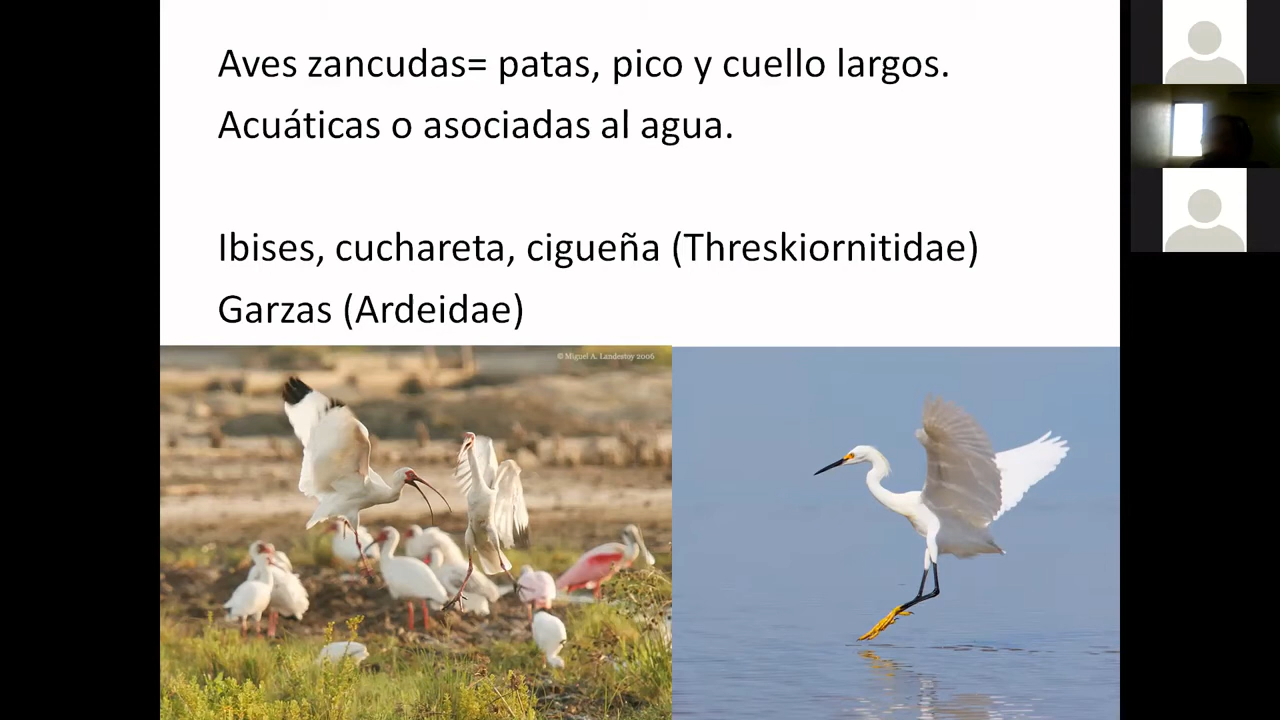 Aves zancudas= patas, pico y cuello largos.
Acuáticas o asociadas al agua.
Ibises, cuchareta, cigueña (Threskiornitidae)
Garzas (Ardeidae)
© Miguel A. Landestoy 2006